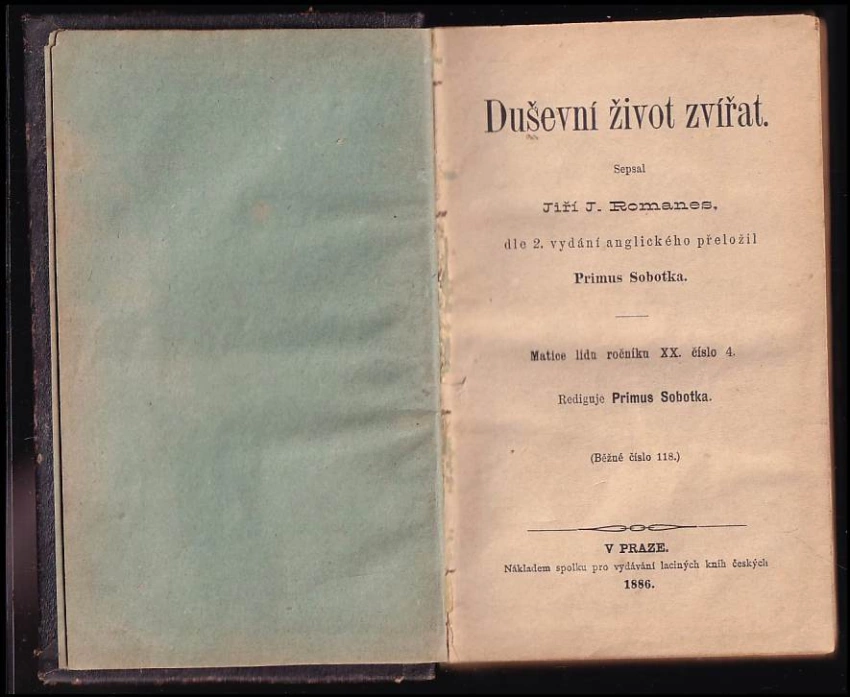 Duševní život zvířat.
Sepsal
Jiří J. Romanes,
dle 2. vydání anglického přeložil
Primus Sobotka.
Matice lidu ročníku XX. číslo 4.
Rediguje Primus Sobotka.
(Běžné číslo 118.)
V PRAZE.
Nákladem spolku pro vydávání laciných knih českých
1886.